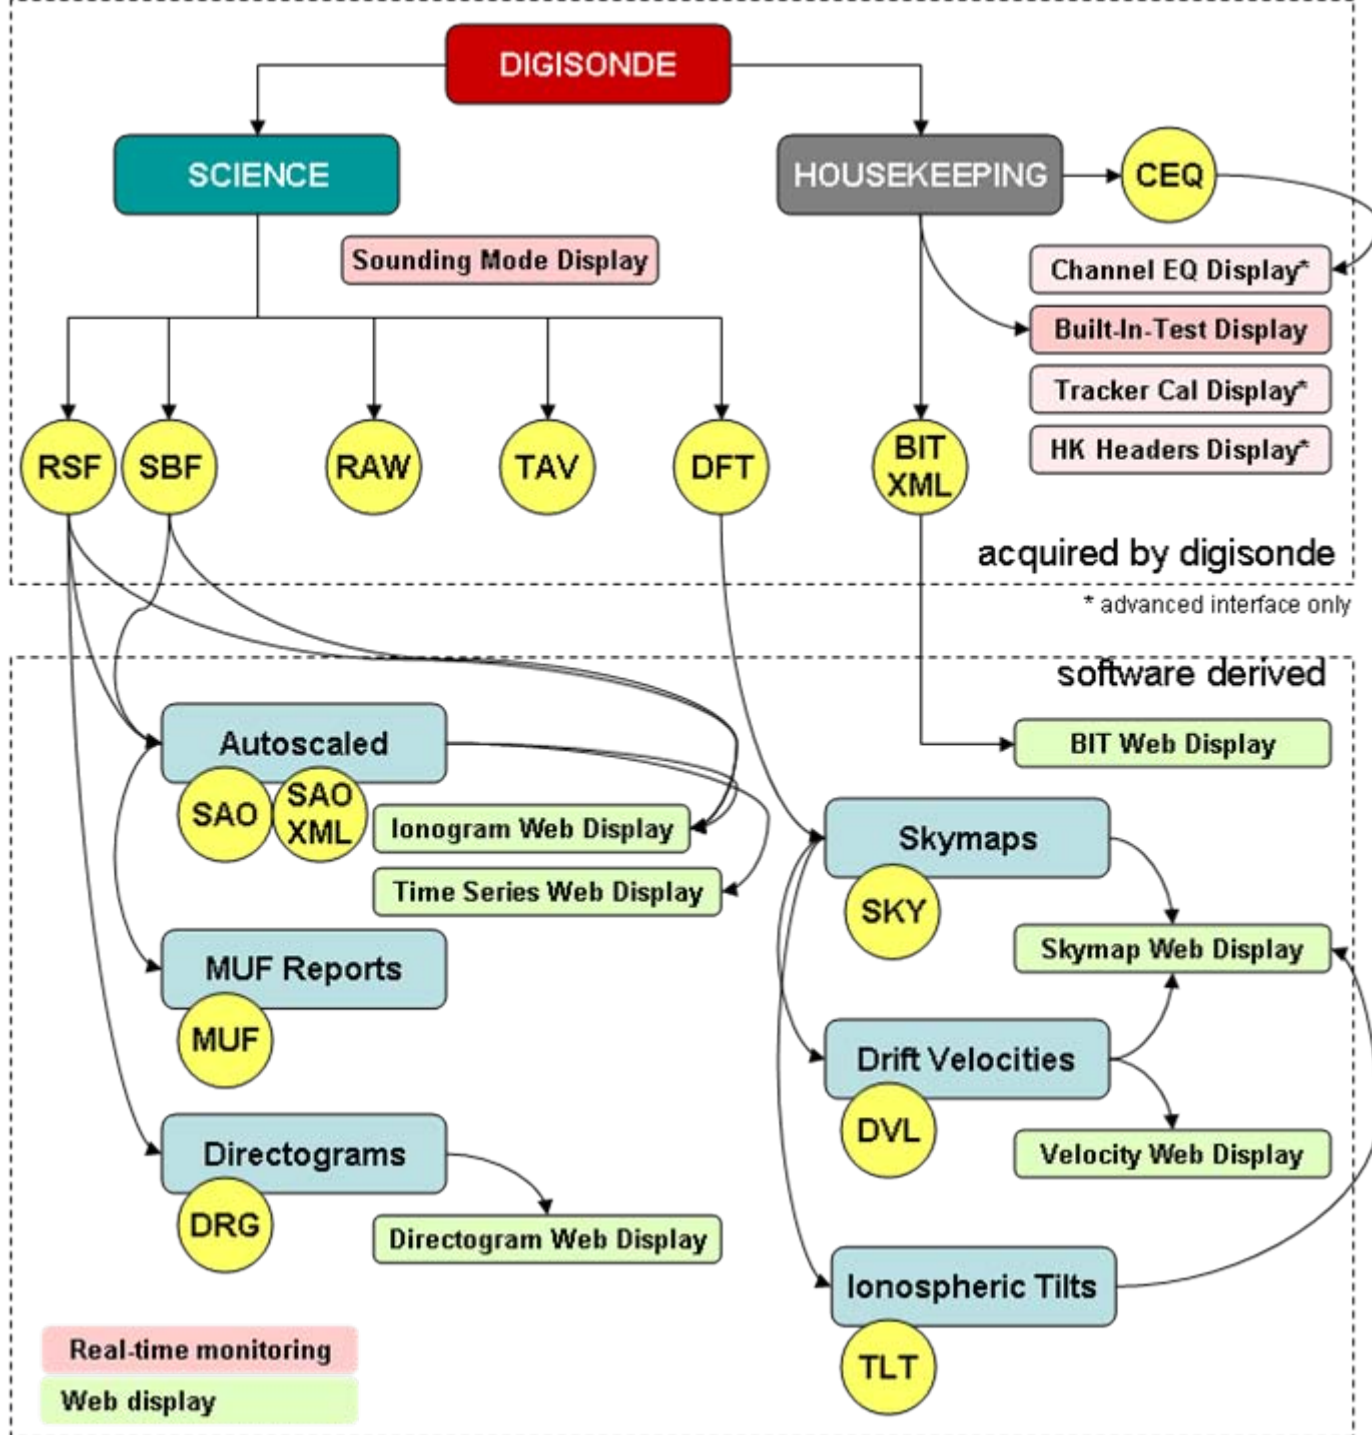 DIGISONDE
SCIENCE
HOUSEKEEPING
CEQ
Sounding Mode Display
Channel EQ Display*
Built-In-Test Display
Tracker Cal Display*
HK Headers Display*
RSF
SBF
RAW
TAV
DFT
BIT
XML
acquired by digisonde
* advanced interface only
software derived
Autoscaled
SAO
SAO
XML
BIT Web Display
Ionogram Web Display
Time Series Web Display
Skymaps
SKY
MUF Reports
MUF
Skymap Web Display
Drift Velocities
DVL
Velocity Web Display
Directograms
DRG
Directogram Web Display
Ionospheric Tilts
TLT
Real-time monitoring
Web display